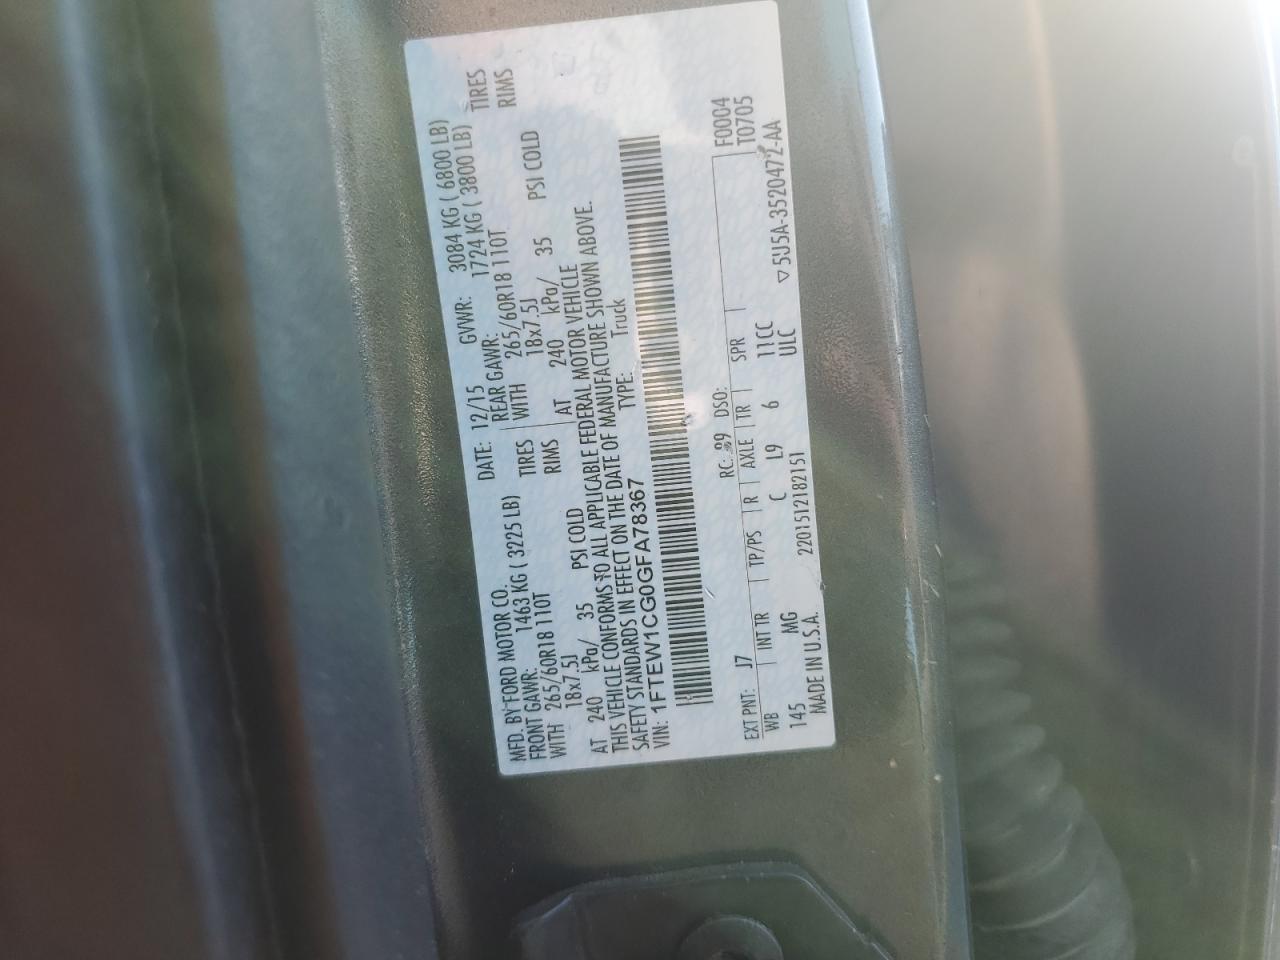 MFD. BY FORD MOTOR CO.
DATE: 12/15 GVWR: 3084 KG ( 6800 LB)
FRONT GAWR: 1463 KG ( 3225 LB) REAR GAWR: 1724 KG ( 3800 LB)
WITH 265/60R18 110T TIRES WITH 265/60R18 110T TIRES
18x7.5J RIMS 18x7.5J RIMS
AT 240 kPa/ 35 PSI COLD AT 240 kPa/ 35 PSI COLD
THIS VEHICLE CONFORMS TO ALL APPLICABLE FEDERAL MOTOR VEHICLE
SAFETY STANDARDS IN EFFECT ON THE DATE OF MANUFACTURE SHOWN ABOVE.
VIN: 1FTEW1CG0GFA78367 TYPE: Truck
F0004
EXT PNT: J7 RC: 99 DSO: T0705
WB INT TR TP/PS R AXLE TR SPR
145 MG C L9 6 11CC
ULC
MADE IN U.S.A. 2201512182151 ▽5U5A-3520472-AA